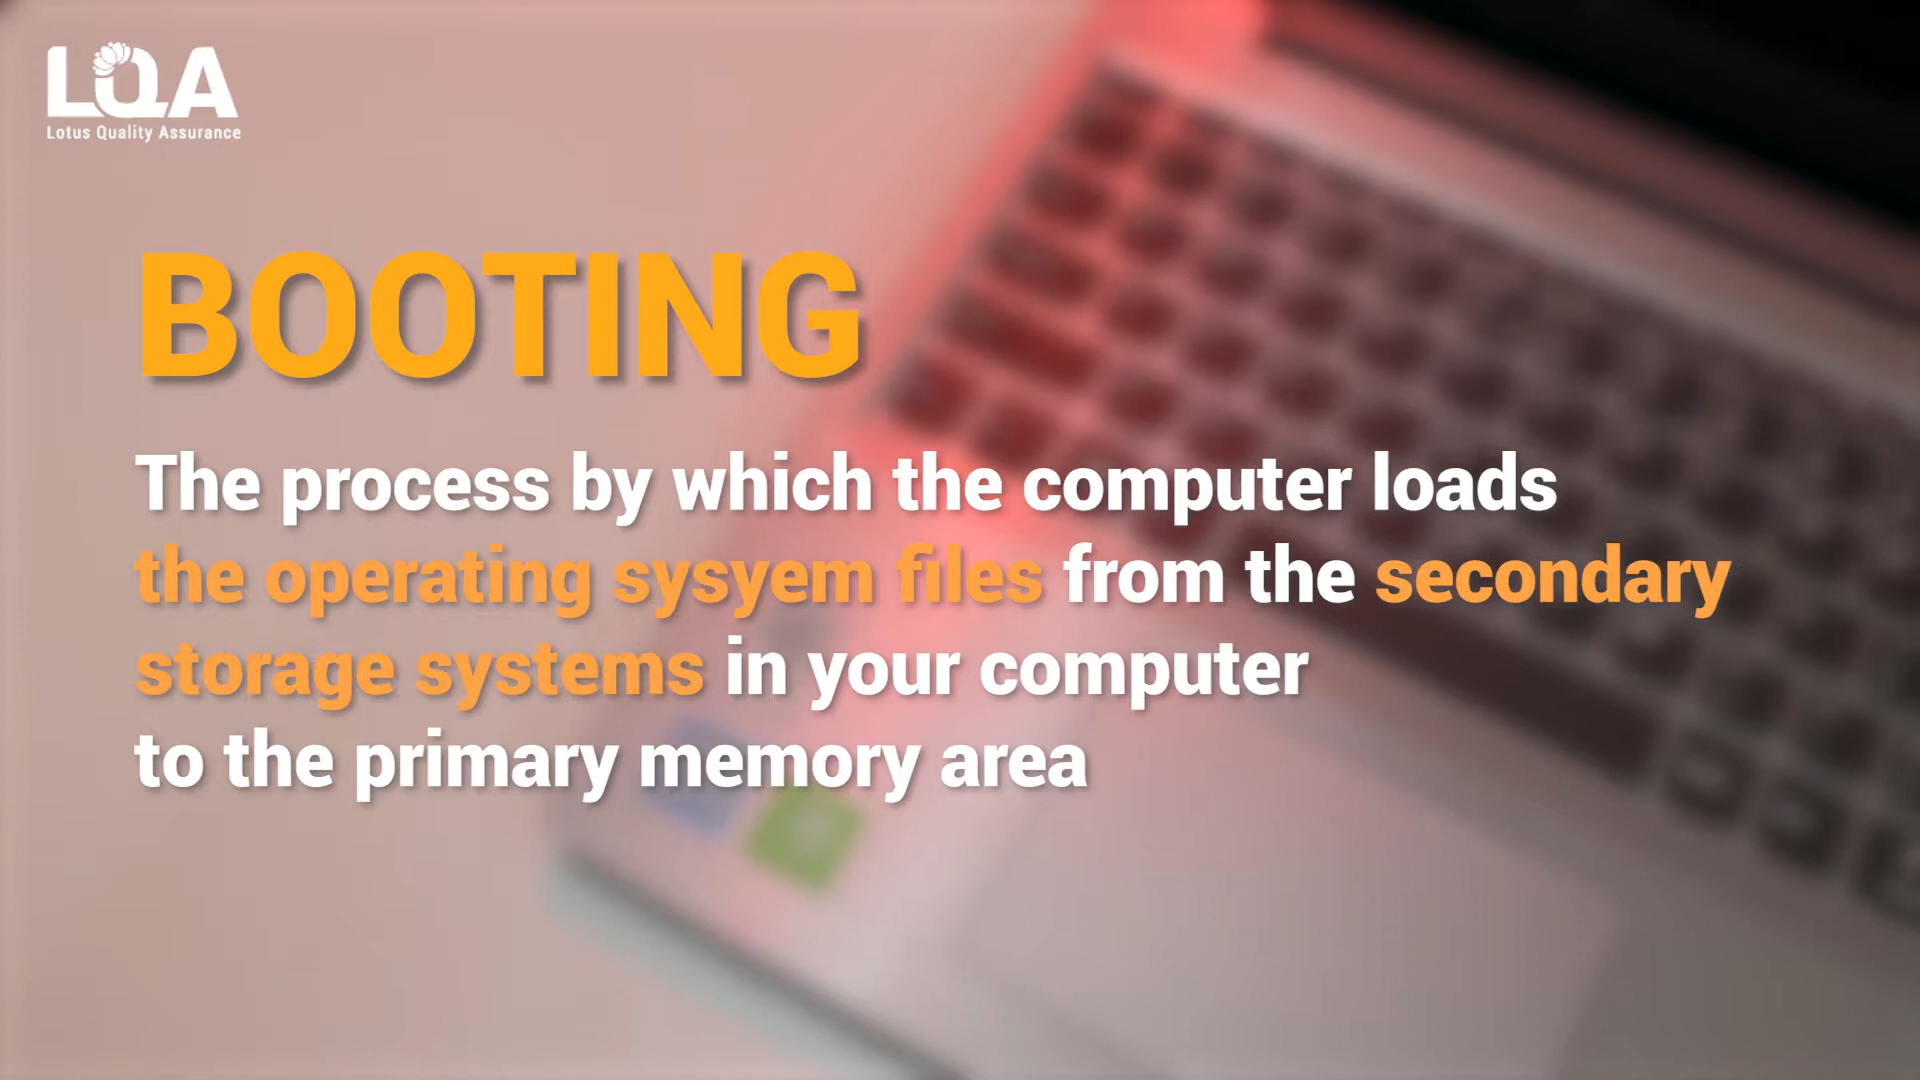 LQA
Lotus Quality Assurance
BOOTING
The process by which the computer loads
the operating sysyem files from the secondary
storage systems in your computer
to the primary memory area